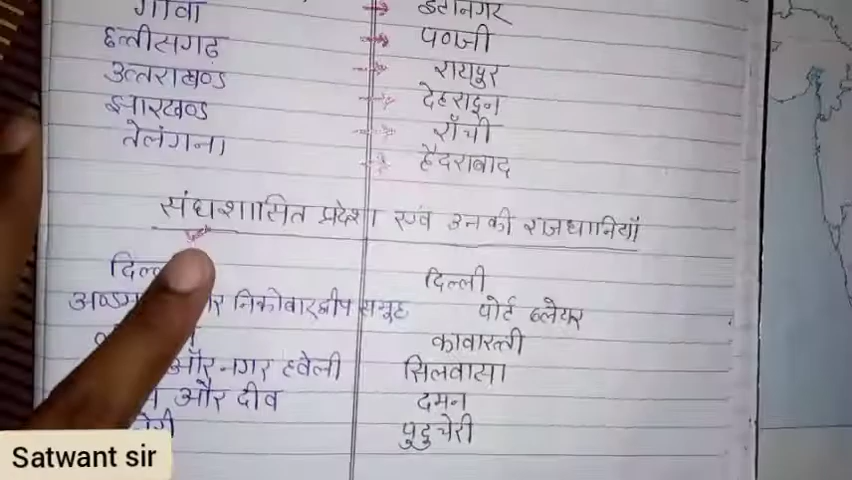 गोवा → पणजी
छत्तीसगढ → रायपुर
उत्तराखण्ड → देहरादून
झारखण्ड → राँची
तेलंगना → हैदराबाद
इटानगर
संघशासित प्रदेश एवं उनकी राजधानियाँ
दिल्ली
निकोबार द्वीप समूह पोर्ट ब्लेयर
कावारत्ती
और नगर हवेली सिलवासा
और दीव दमन
पुदुचेरी
Satwant sir